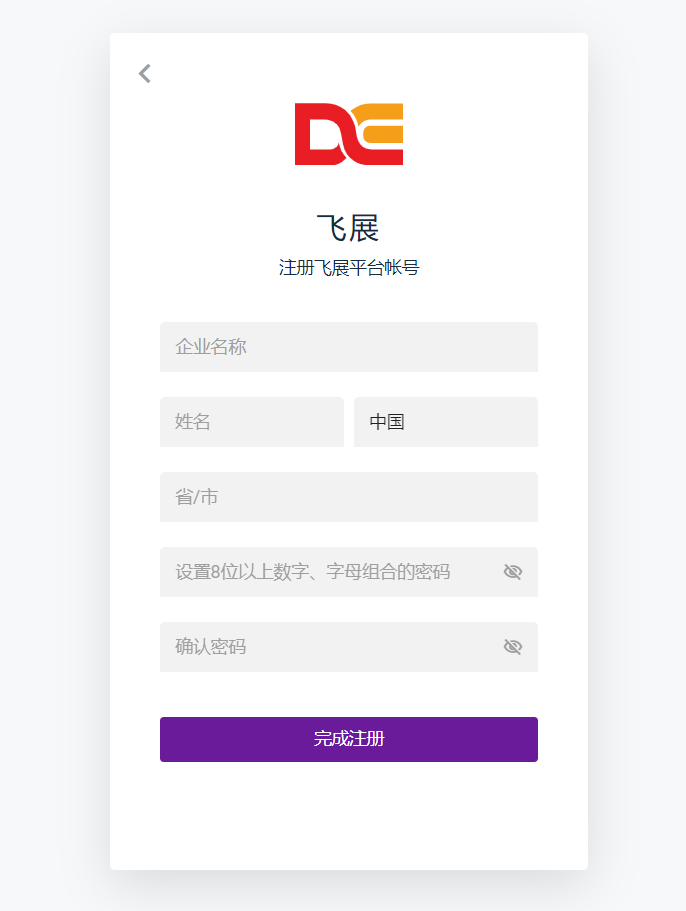 DE
飞展
注册飞展平台帐号
企业名称
姓名
中国
省/市
设置8位以上数字、字母组合的密码
确认密码
完成注册